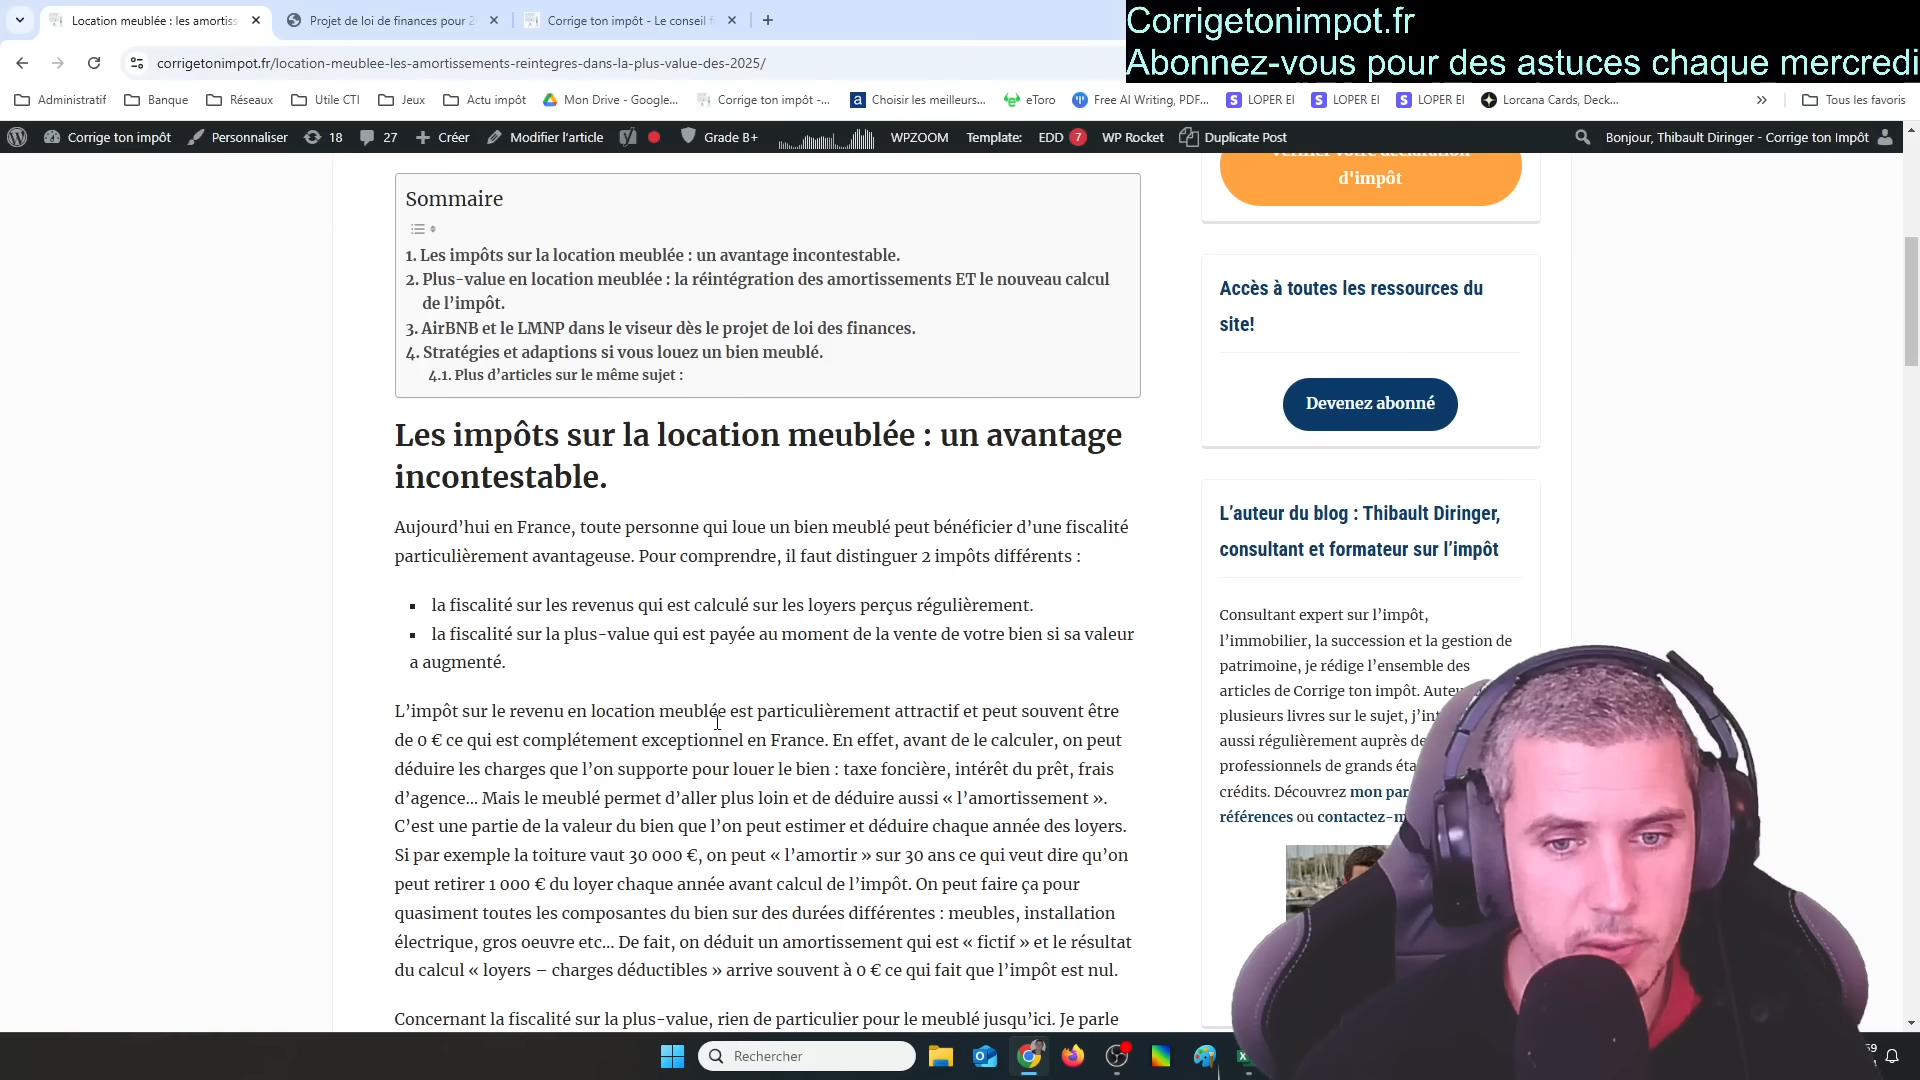 Location meublée : les amortiss
Projet de loi de finances pour 2
Corrige ton impôt - Le conseil f
Corrigetonimpot.fr
Abonnez-vous pour des astuces chaque mercredi
corrigetonimpot.fr/location-meublee-les-amortissements-reintegres-dans-la-plus-value-des-2025/
Administratif
Banque
Réseaux
Utile CTI
Jeux
Actu impôt
Mon Drive - Google...
Corrige ton impôt -...
Choisir les meilleurs...
eToro
Free AI Writing, PDF...
LOPER EI
LOPER EI
LOPER EI
Lorcana Cards, Deck...
Tous les favoris
Corrige ton impôt
Personnaliser
18
27
Créer
Modifier l'article
Grade B+
WPZOOM
Template:
EDD 7
WP Rocket
Duplicate Post
Bonjour, Thibault Diringer - Corrige ton Impôt
Sommaire
1. Les impôts sur la location meublée : un avantage incontestable.
2. Plus-value en location meublée : la réintégration des amortissements ET le nouveau calcul
de l'impôt.
3. AirBNB et le LMNP dans le viseur dès le projet de loi des finances.
4. Stratégies et adaptions si vous louez un bien meublé.
4.1. Plus d'articles sur le même sujet :
Les impôts sur la location meublée : un avantage
incontestable.
Aujourd'hui en France, toute personne qui loue un bien meublé peut bénéficier d'une fiscalité
particulièrement avantageuse. Pour comprendre, il faut distinguer 2 impôts différents :
▪ la fiscalité sur les revenus qui est calculé sur les loyers perçus régulièrement.
▪ la fiscalité sur la plus-value qui est payée au moment de la vente de votre bien si sa valeur
a augmenté.
L'impôt sur le revenu en location meublée est particulièrement attractif et peut souvent être
de 0 € ce qui est complétement exceptionnel en France. En effet, avant de le calculer, on peut
déduire les charges que l'on supporte pour louer le bien : taxe foncière, intérêt du prêt, frais
d'agence... Mais le meublé permet d'aller plus loin et de déduire aussi « l'amortissement ».
C'est une partie de la valeur du bien que l'on peut estimer et déduire chaque année des loyers.
Si par exemple la toiture vaut 30 000 €, on peut « l'amortir » sur 30 ans ce qui veut dire qu'on
peut retirer 1 000 € du loyer chaque année avant calcul de l'impôt. On peut faire ça pour
quasiment toutes les composantes du bien sur des durées différentes : meubles, installation
électrique, gros oeuvre etc... De fait, on déduit un amortissement qui est « fictif » et le résultat
du calcul « loyers – charges déductibles » arrive souvent à 0 € ce qui fait que l'impôt est nul.
Concernant la fiscalité sur la plus-value, rien de particulier pour le meublé jusqu'ici. Je parle
d'impôt
Accès à toutes les ressources du
site!
Devenez abonné
L'auteur du blog : Thibault Diringer,
consultant et formateur sur l'impôt
Consultant expert sur l'impôt,
l'immobilier, la succession et la gestion de
patrimoine, je rédige l'ensemble des
articles de Corrige ton impôt. Auteu
plusieurs livres sur le sujet, j'int
aussi régulièrement auprès de
professionnels de grands éta
crédits. Découvrez mon par
références ou contactez-m
Rechercher